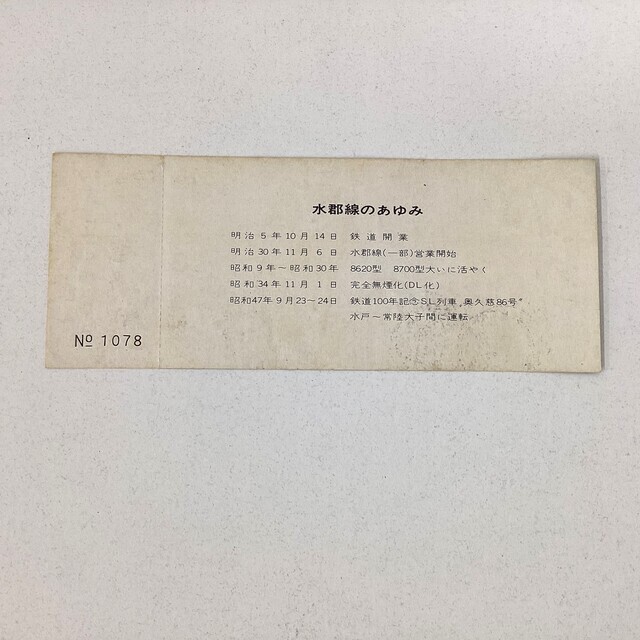 水郡線のあゆみ
明治5年10月14日 鉄道開業
明治30年11月6日 水郡線(一部)営業開始
昭和9年～昭和30年 8620型 8700型大いに活やく
昭和34年11月1日 完全無煙化(DL化)
昭和47年9月23～24日 鉄道100年記念SL列車„奥久慈86号"
水戸～常陸大子間に運転
№ 1078